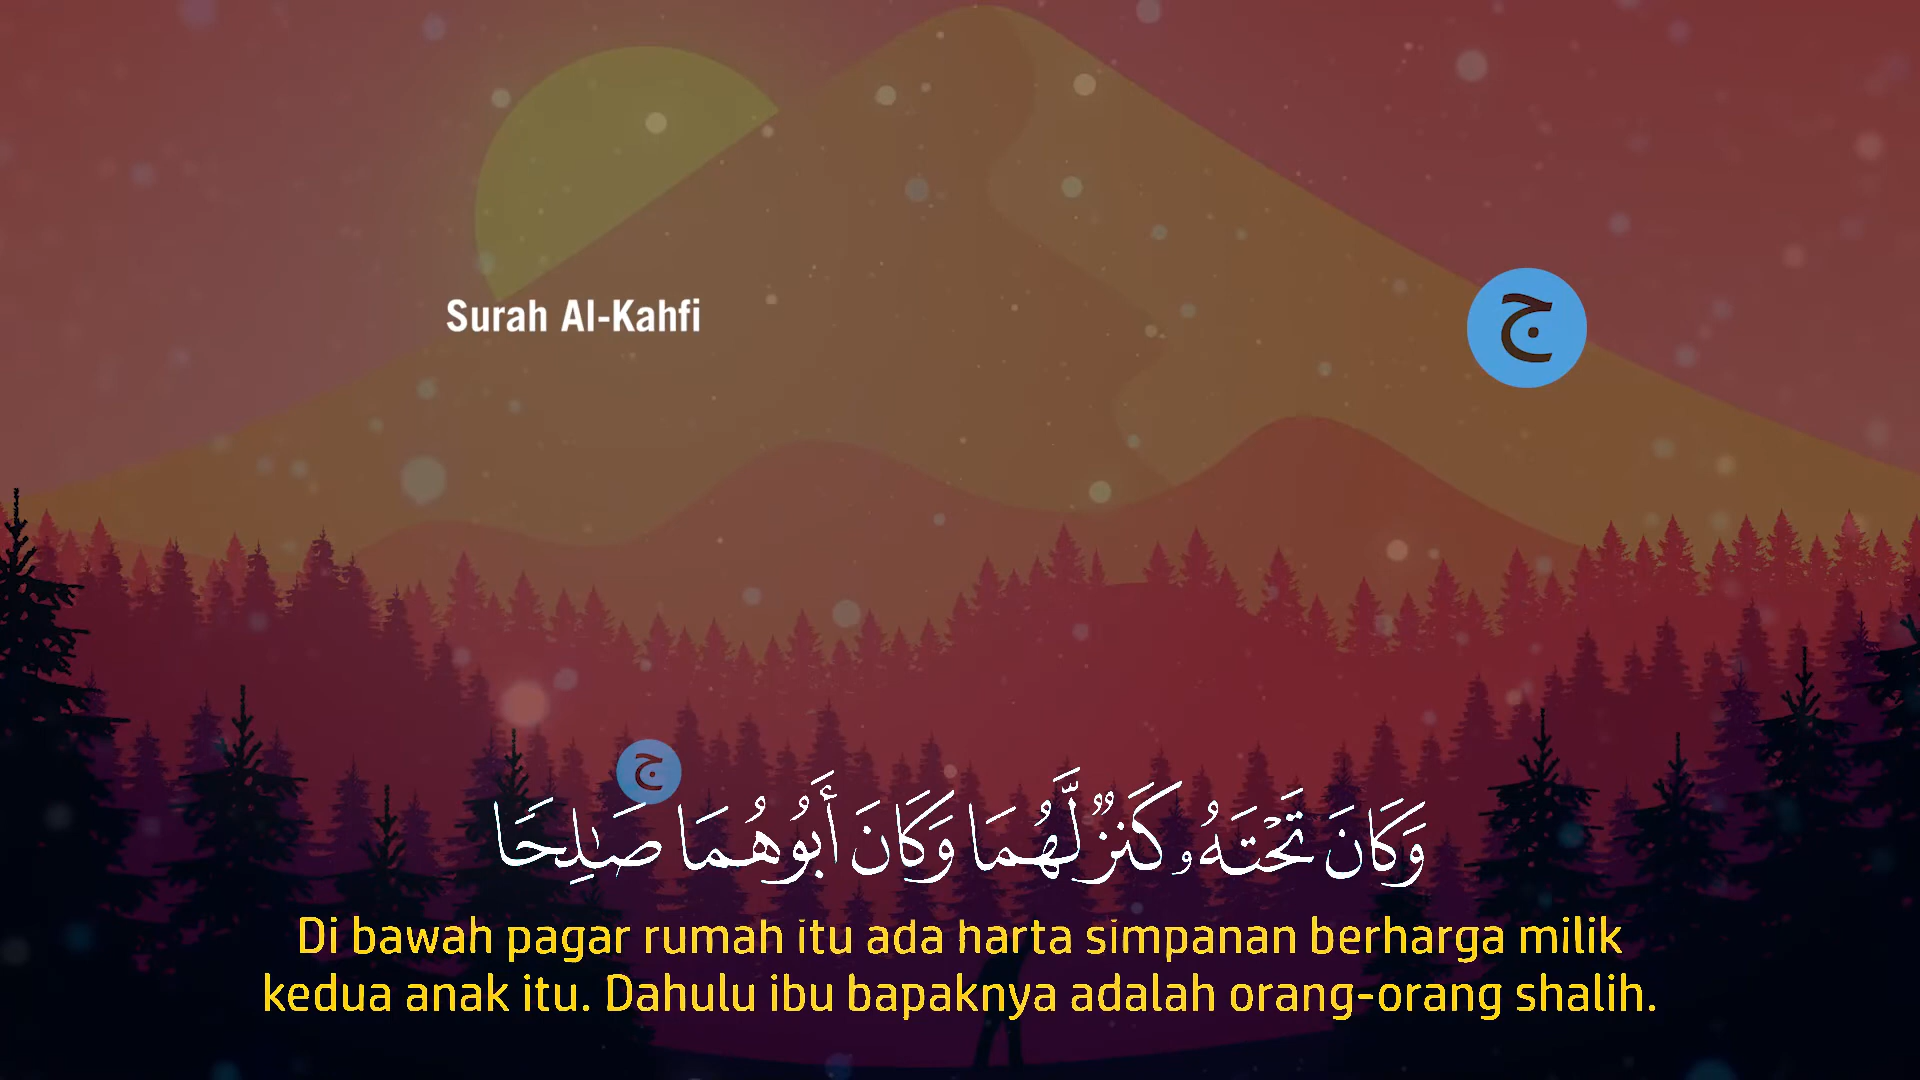 Surah Al-Kahfi
ج
ج
وَكَانَ تَحْتَهُۥ كَنزٌ لَّهُمَا وَكَانَ أَبُوهُمَا صَـٰلِحًا
Di bawah pagar rumah itu ada harta simpanan berharga milik
kedua anak itu. Dahulu ibu bapaknya adalah orang-orang shalih.